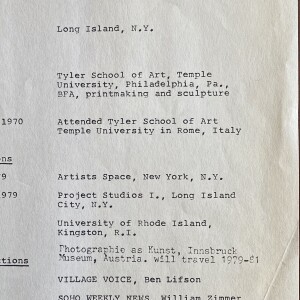 Long Island, N.Y.
Tyler School of Art, Temple
University, Philadelphia, Pa.,
BFA, printmaking and sculpture
1970 Attended Tyler School of Art
Temple University in Rome, Italy
ons
79 Artists Space, New York, N.Y.
979 Project Studios I., Long Island
City, N.Y.
University of Rhode Island,
Kingston, R.I.
Photographie as Kunst, Innsbruck
Museum, Austria. will travel 1979-81
ations
VILLAGE VOICE, Ben Lifson
SOHO WEEKLY NEWS, William Zimmer